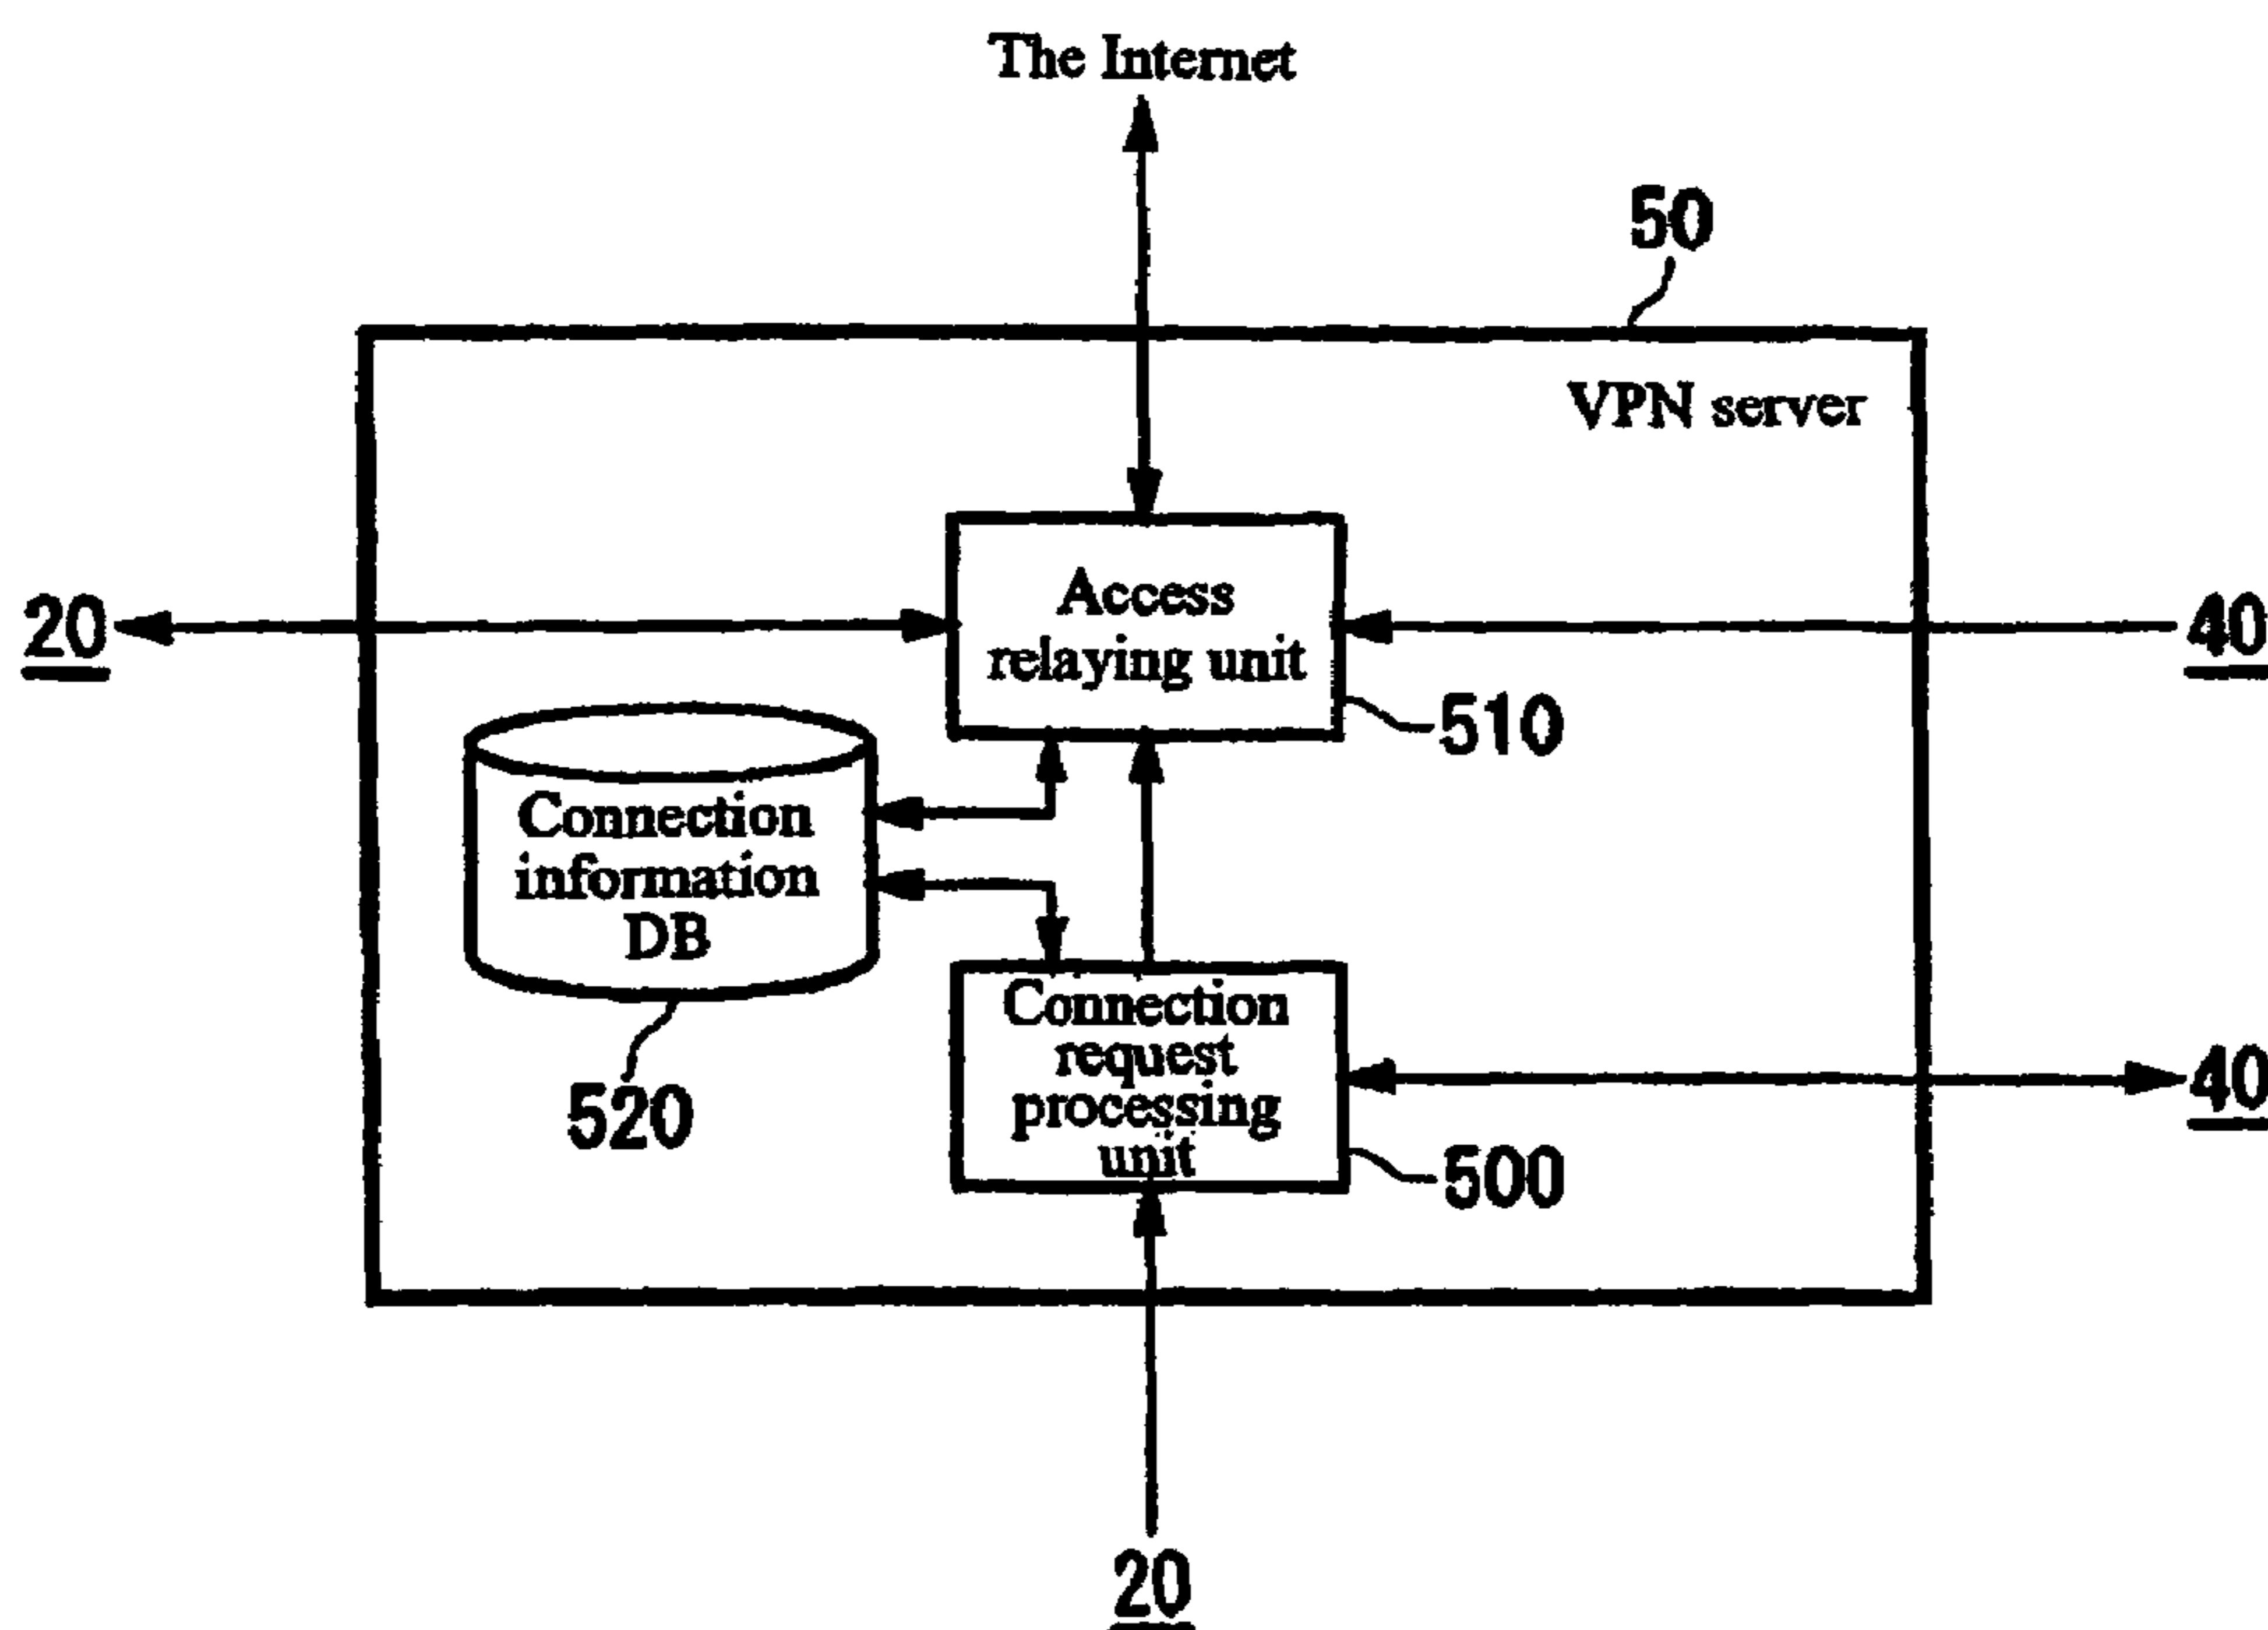 The Internet
50
VPN server
Access
relaying unit
20
40
510
Connection
information
DB
520
Connection
request
processing
unit
40
500
20